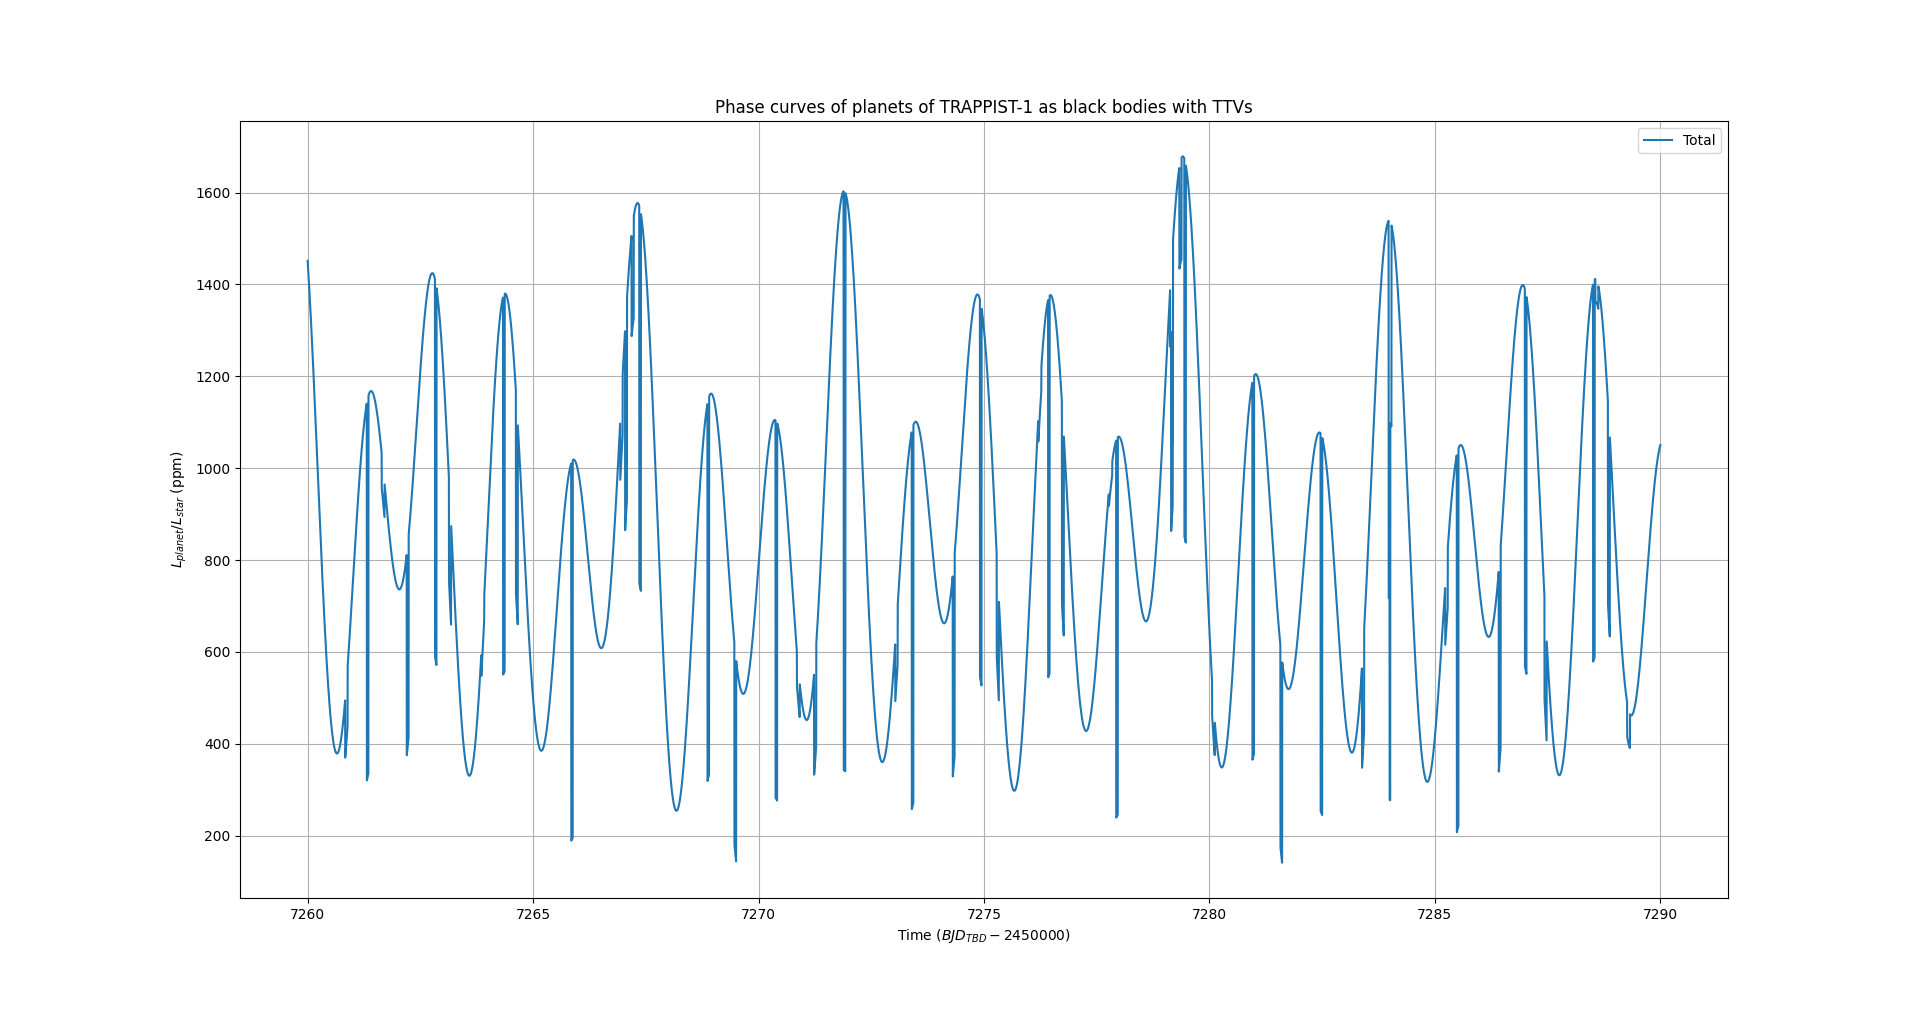 Phase curves of planets of TRAPPIST-1 as black bodies with TTVs
Total
1600
1400
1200
1000
800
600
400
200
L_planet/L_star (ppm)
7260 7265 7270 7275 7280 7285 7290
Time (BJD_TBD − 2450000)